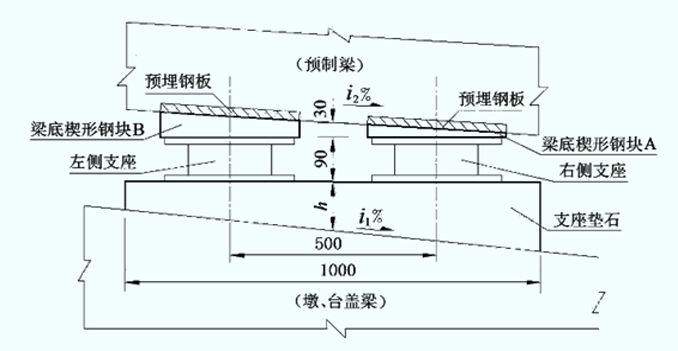 (预制梁)
预埋钢板
30
i₂%
预埋钢板
梁底楔形钢块B
梁底楔形钢块A
左侧支座
90
右侧支座
h
i₁%
支座垫石
500
1000
(墩、台盖梁)